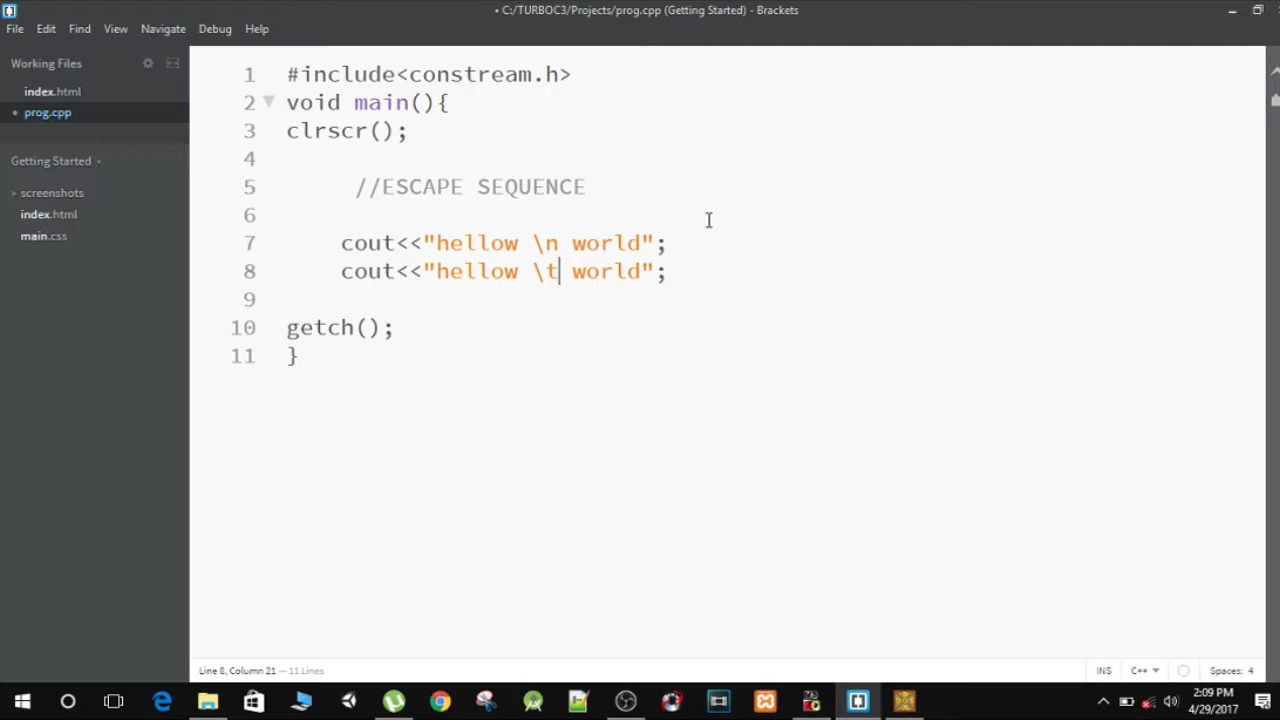 • C:/TURBOC3/Projects/prog.cpp (Getting Started) - Brackets
File Edit Find View Navigate Debug Help
Working Files
index.html
• prog.cpp
Getting Started
screenshots
index.html
main.css
1 #include<constream.h>
2 void main(){
3 clrscr();
4
5 //ESCAPE SEQUENCE
6
7 cout<<"hellow \n world";
8 cout<<"hellow \t world";
9
10 getch();
11 }
Line 8, Column 21 — 11 Lines
INS C++ Spaces: 4
2:09 PM
4/29/2017